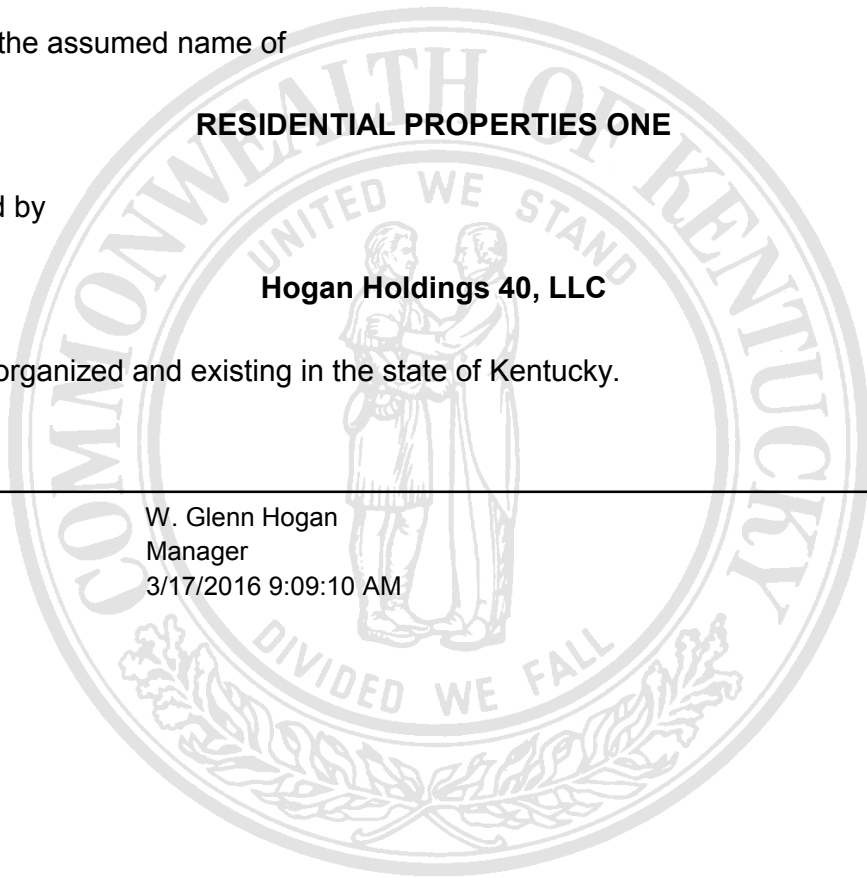 the assumed name of
RESIDENTIAL PROPERTIES ONE
d by
Hogan Holdings 40, LLC
organized and existing in the state of Kentucky.
W. Glenn Hogan
Manager
3/17/2016 9:09:10 AM
COMMONWEALTH OF KENTUCKY
UNITED WE STAND
DIVIDED WE FALL